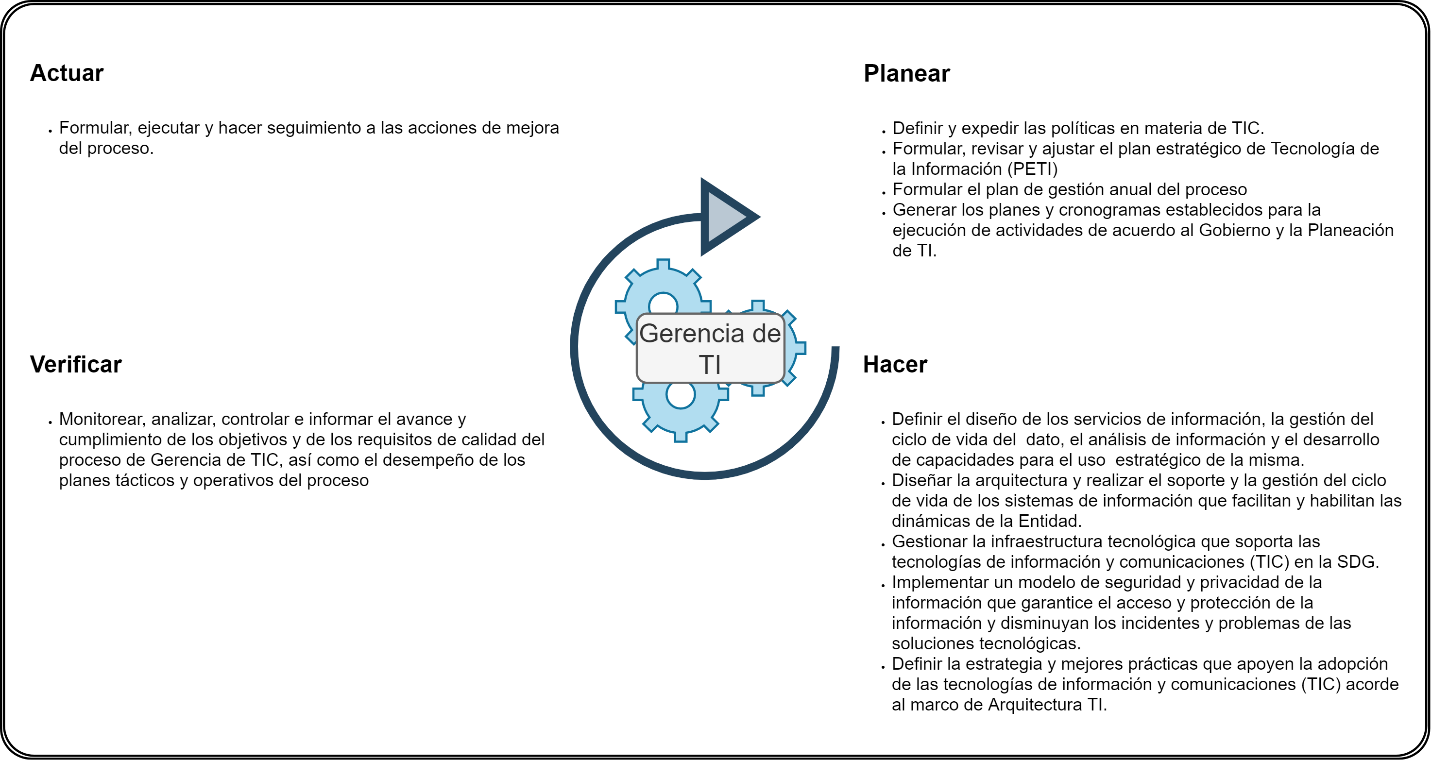 Actuar
• Formular, ejecutar y hacer seguimiento a las acciones de mejora
del proceso.
Planear
• Definir y expedir las políticas en materia de TIC.
• Formular, revisar y ajustar el plan estratégico de Tecnología de
la Información (PETI)
• Formular el plan de gestión anual del proceso
• Generar los planes y cronogramas establecidos para la
ejecución de actividades de acuerdo al Gobierno y la Planeación
de TI.
Gerencia de
TI
Verificar
• Monitorear, analizar, controlar e informar el avance y
cumplimiento de los objetivos y de los requisitos de calidad del
proceso de Gerencia de TIC, así como el desempeño de los
planes tácticos y operativos del proceso
Hacer
• Definir el diseño de los servicios de información, la gestión del
ciclo de vida del  dato, el análisis de información y el desarrollo
de capacidades para el uso  estratégico de la misma.
• Diseñar la arquitectura y realizar el soporte y la gestión del ciclo
de vida de los sistemas de información que facilitan y habilitan las
dinámicas de la Entidad.
• Gestionar la infraestructura tecnológica que soporta las
tecnologías de información y comunicaciones (TIC) en la SDG.
• Implementar un modelo de seguridad y privacidad de la
información que garantice el acceso y protección de la
información y disminuyan los incidentes y problemas de las
soluciones tecnológicas.
• Definir la estrategia y mejores prácticas que apoyen la adopción
de las tecnologías de información y comunicaciones (TIC) acorde
al marco de Arquitectura TI.